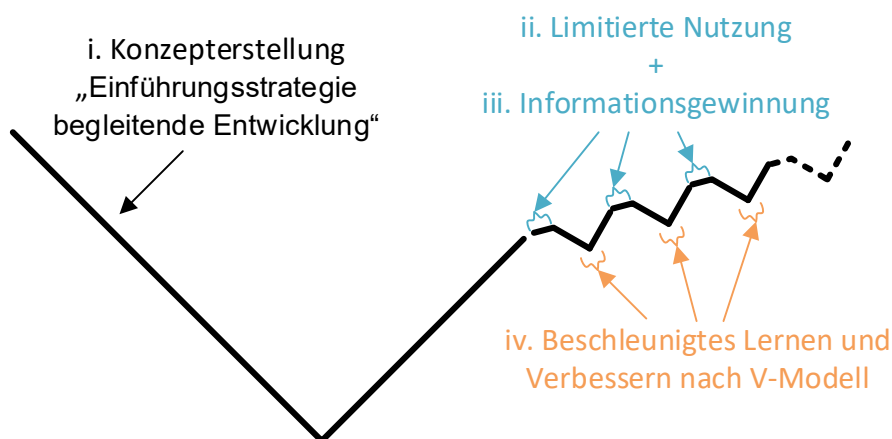 i. Konzepterstellung
„Einführungsstrategie
begleitende Entwicklung“
ii. Limitierte Nutzung
+
iii. Informationsgewinnung
iv. Beschleunigtes Lernen und
Verbessern nach V-Modell